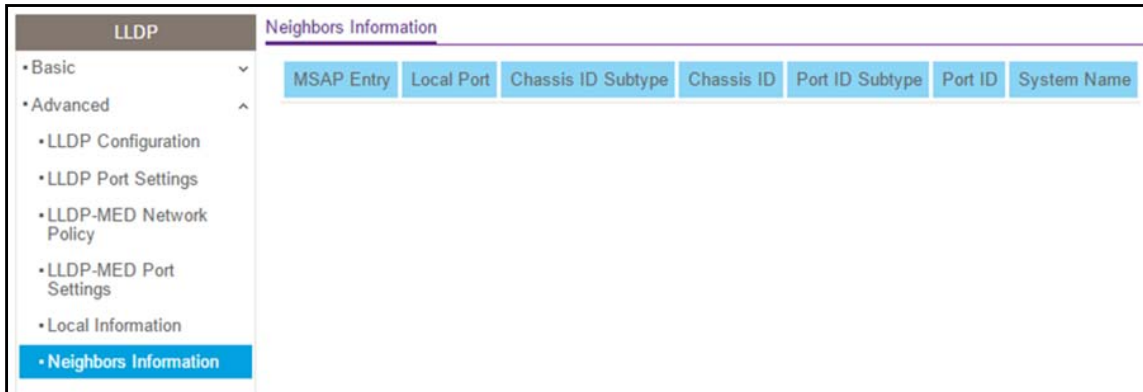 LLDP
Neighbors Information
• Basic
• Advanced
• LLDP Configuration
• LLDP Port Settings
• LLDP-MED Network
Policy
• LLDP-MED Port
Settings
• Local Information
• Neighbors Information
MSAP Entry Local Port Chassis ID Subtype Chassis ID Port ID Subtype Port ID System Name